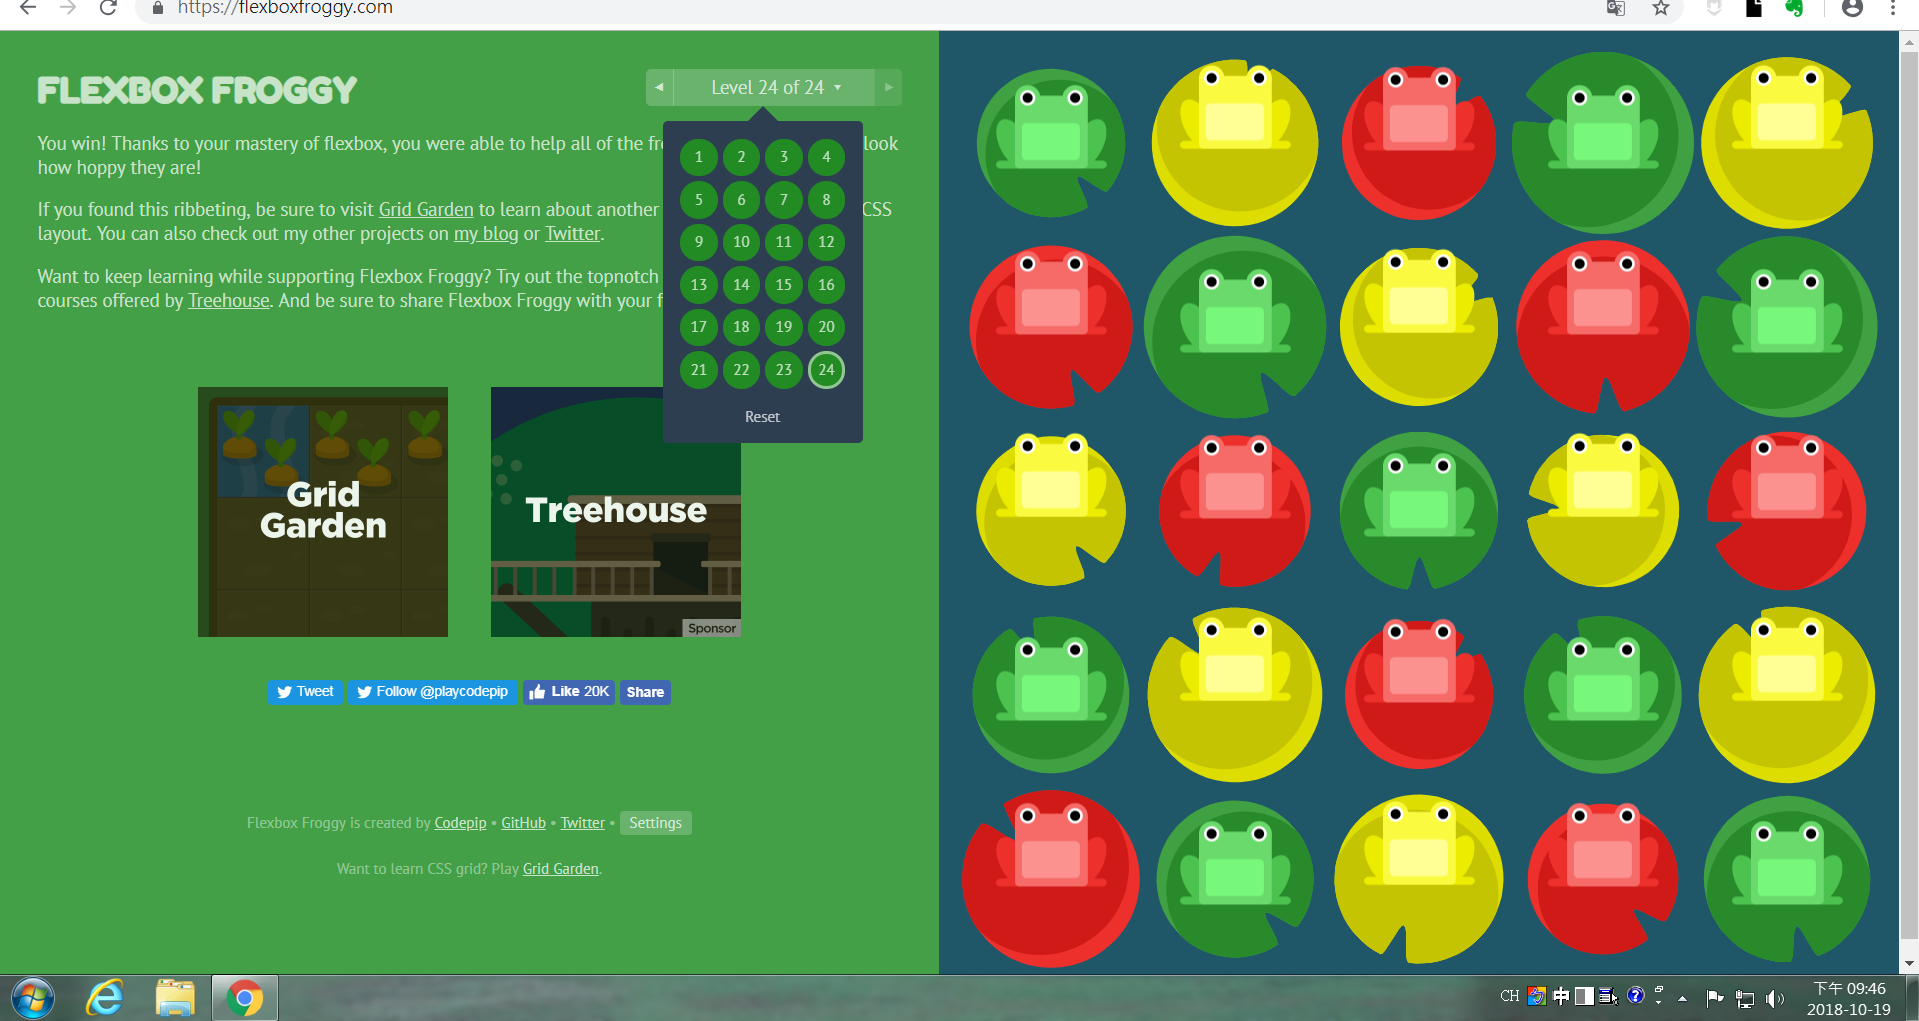 https://flexboxfroggy.com
FLEXBOX FROGGY
◄ Level 24 of 24 ▼ ►
You win! Thanks to your mastery of flexbox, you were able to help all of the look
how hoppy they are!
If you found this ribbeting, be sure to visit Grid Garden to learn about another CSS
layout. You can also check out my other projects on my blog or Twitter.
Want to keep learning while supporting Flexbox Froggy? Try out the topnotch
courses offered by Treehouse. And be sure to share Flexbox Froggy with your
1 2 3 4
5 6 7 8
9 10 11 12
13 14 15 16
17 18 19 20
21 22 23 24
Reset
Grid
Garden
Treehouse
Sponsor
Tweet Follow @playcodepip Like 20K Share
Flexbox Froggy is created by Codepip • GitHub • Twitter • Settings
Want to learn CSS grid? Play Grid Garden.
CH 中 下午 09:46
2018-10-19